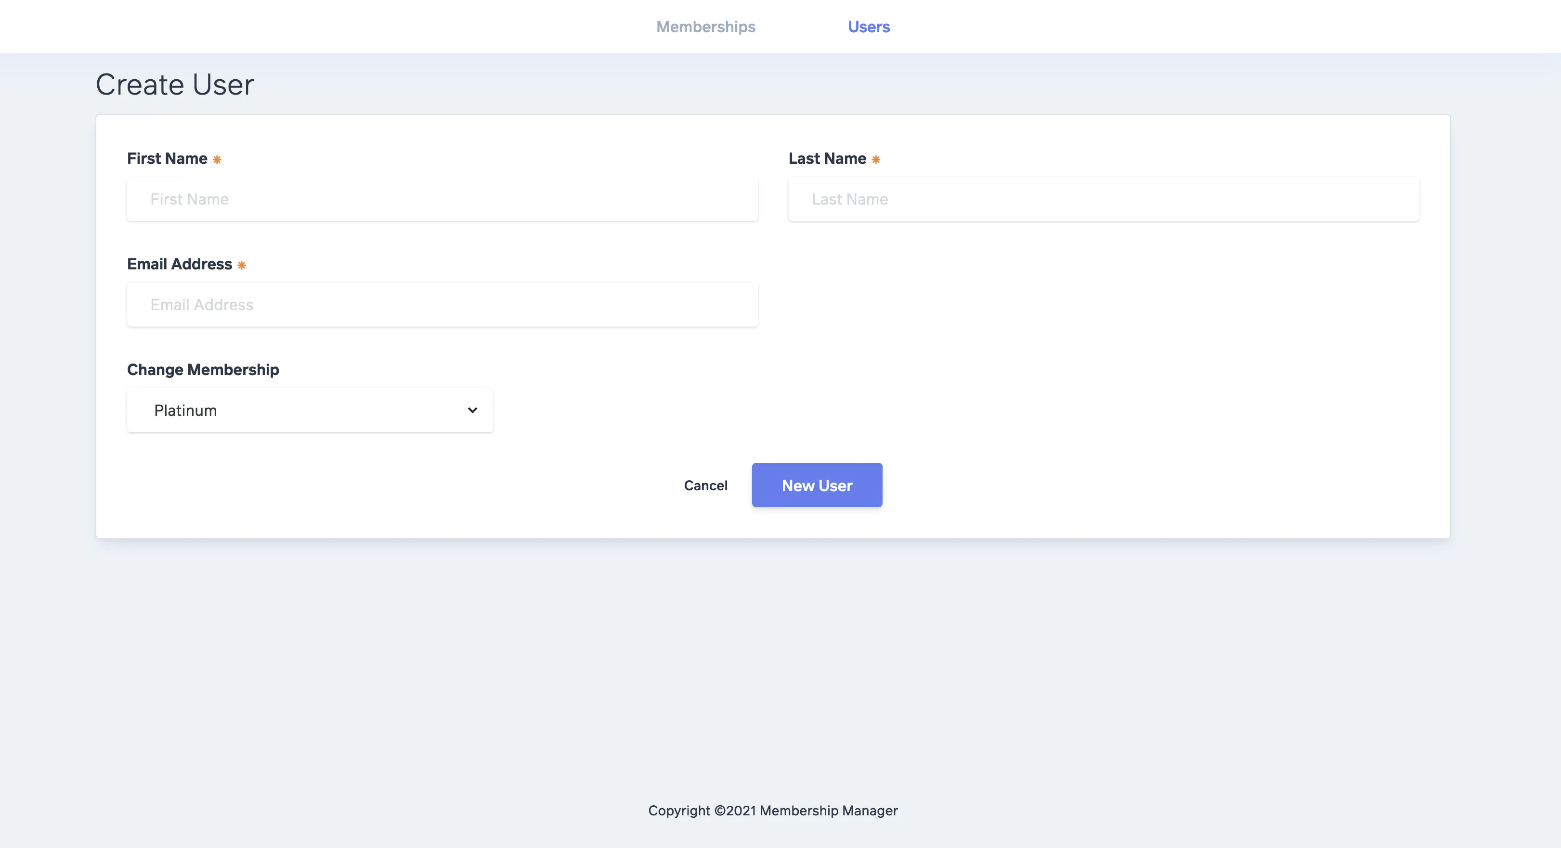 Memberships Users
Create User
First Name *
Last Name *
First Name
Last Name
Email Address *
Email Address
Change Membership
Platinum
Cancel New User
Copyright ©2021 Membership Manager